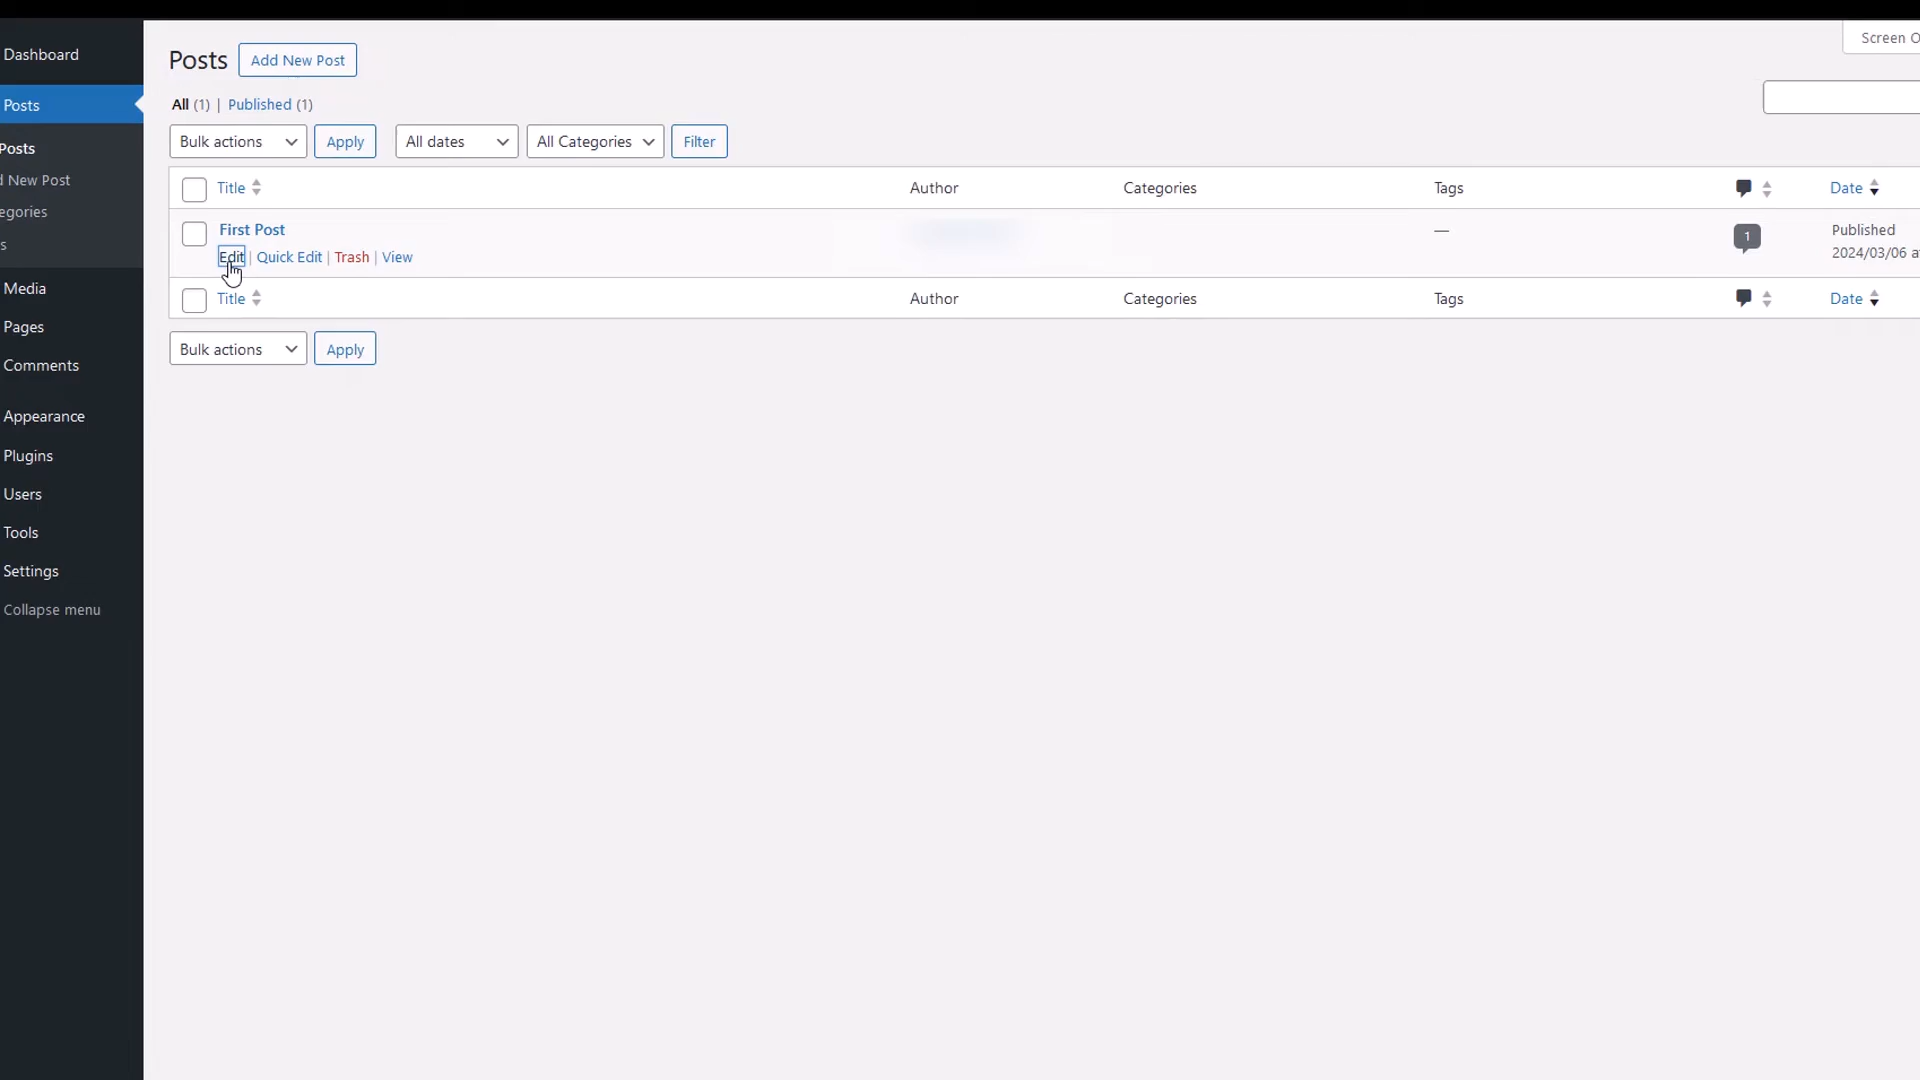 Dashboard
Posts
Posts
d New Post
egories
s
Media
Pages
Comments
Appearance
Plugins
Users
Tools
Settings
Collapse menu
Posts Add New Post
Screen O
All (1) | Published (1)
Bulk actions Apply All dates All Categories Filter
Title Author Categories Tags Date
First Post — 1 Published
Edit | Quick Edit | Trash | View 2024/03/06 a
Title Author Categories Tags Date
Bulk actions Apply